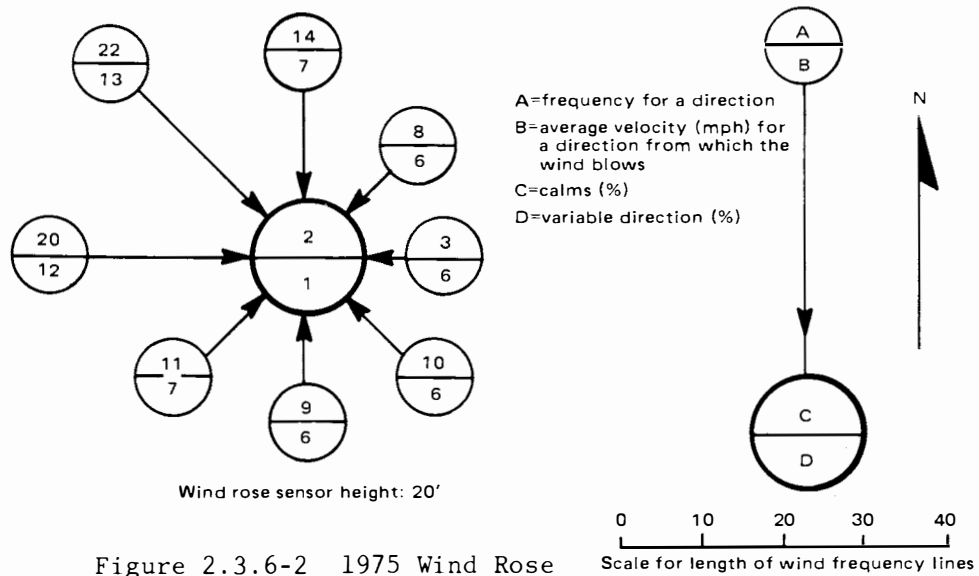 22
13
14
7
8
6
20
12
2
1
3
6
11
7
9
6
10
6
Wind rose sensor height: 20'
A
B
A=frequency for a direction
B=average velocity (mph) for
a direction from which the
wind blows
C=calms (%)
D=variable direction (%)
N
C
D
0 10 20 30 40
Scale for length of wind frequency lines
Figure 2.3.6-2 1975 Wind Rose